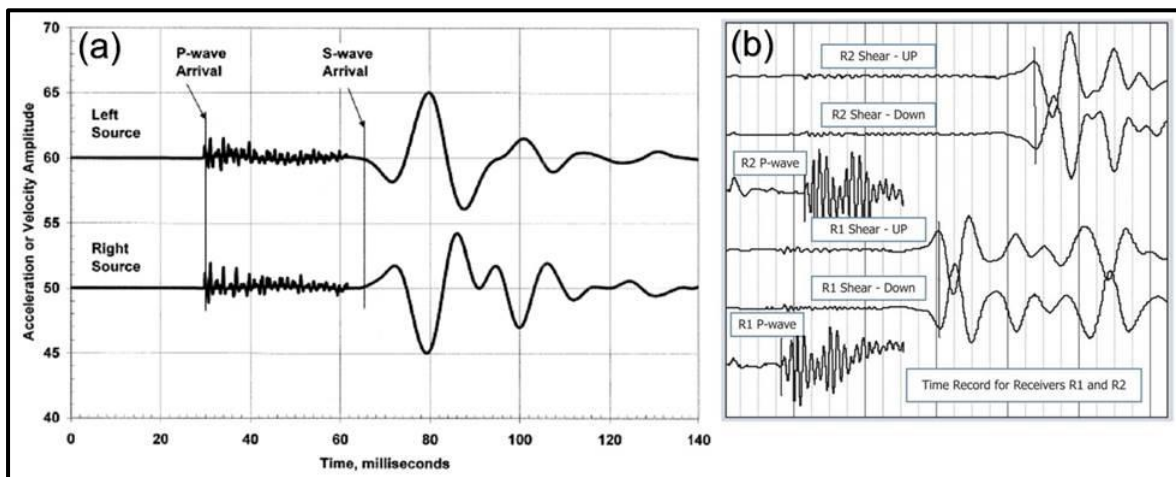 (a)
70
65
60
55
50
45
40
Acceleration or Velocity Amplitude
P-wave
Arrival
S-wave
Arrival
Left
Source
Right
Source
0
20
40
60
80
100
120
140
Time, milliseconds
(b)
R2 Shear - UP
R2 Shear - Down
R2 P-wave
R1 Shear - UP
R1 Shear - Down
R1 P-wave
Time Record for Receivers R1 and R2